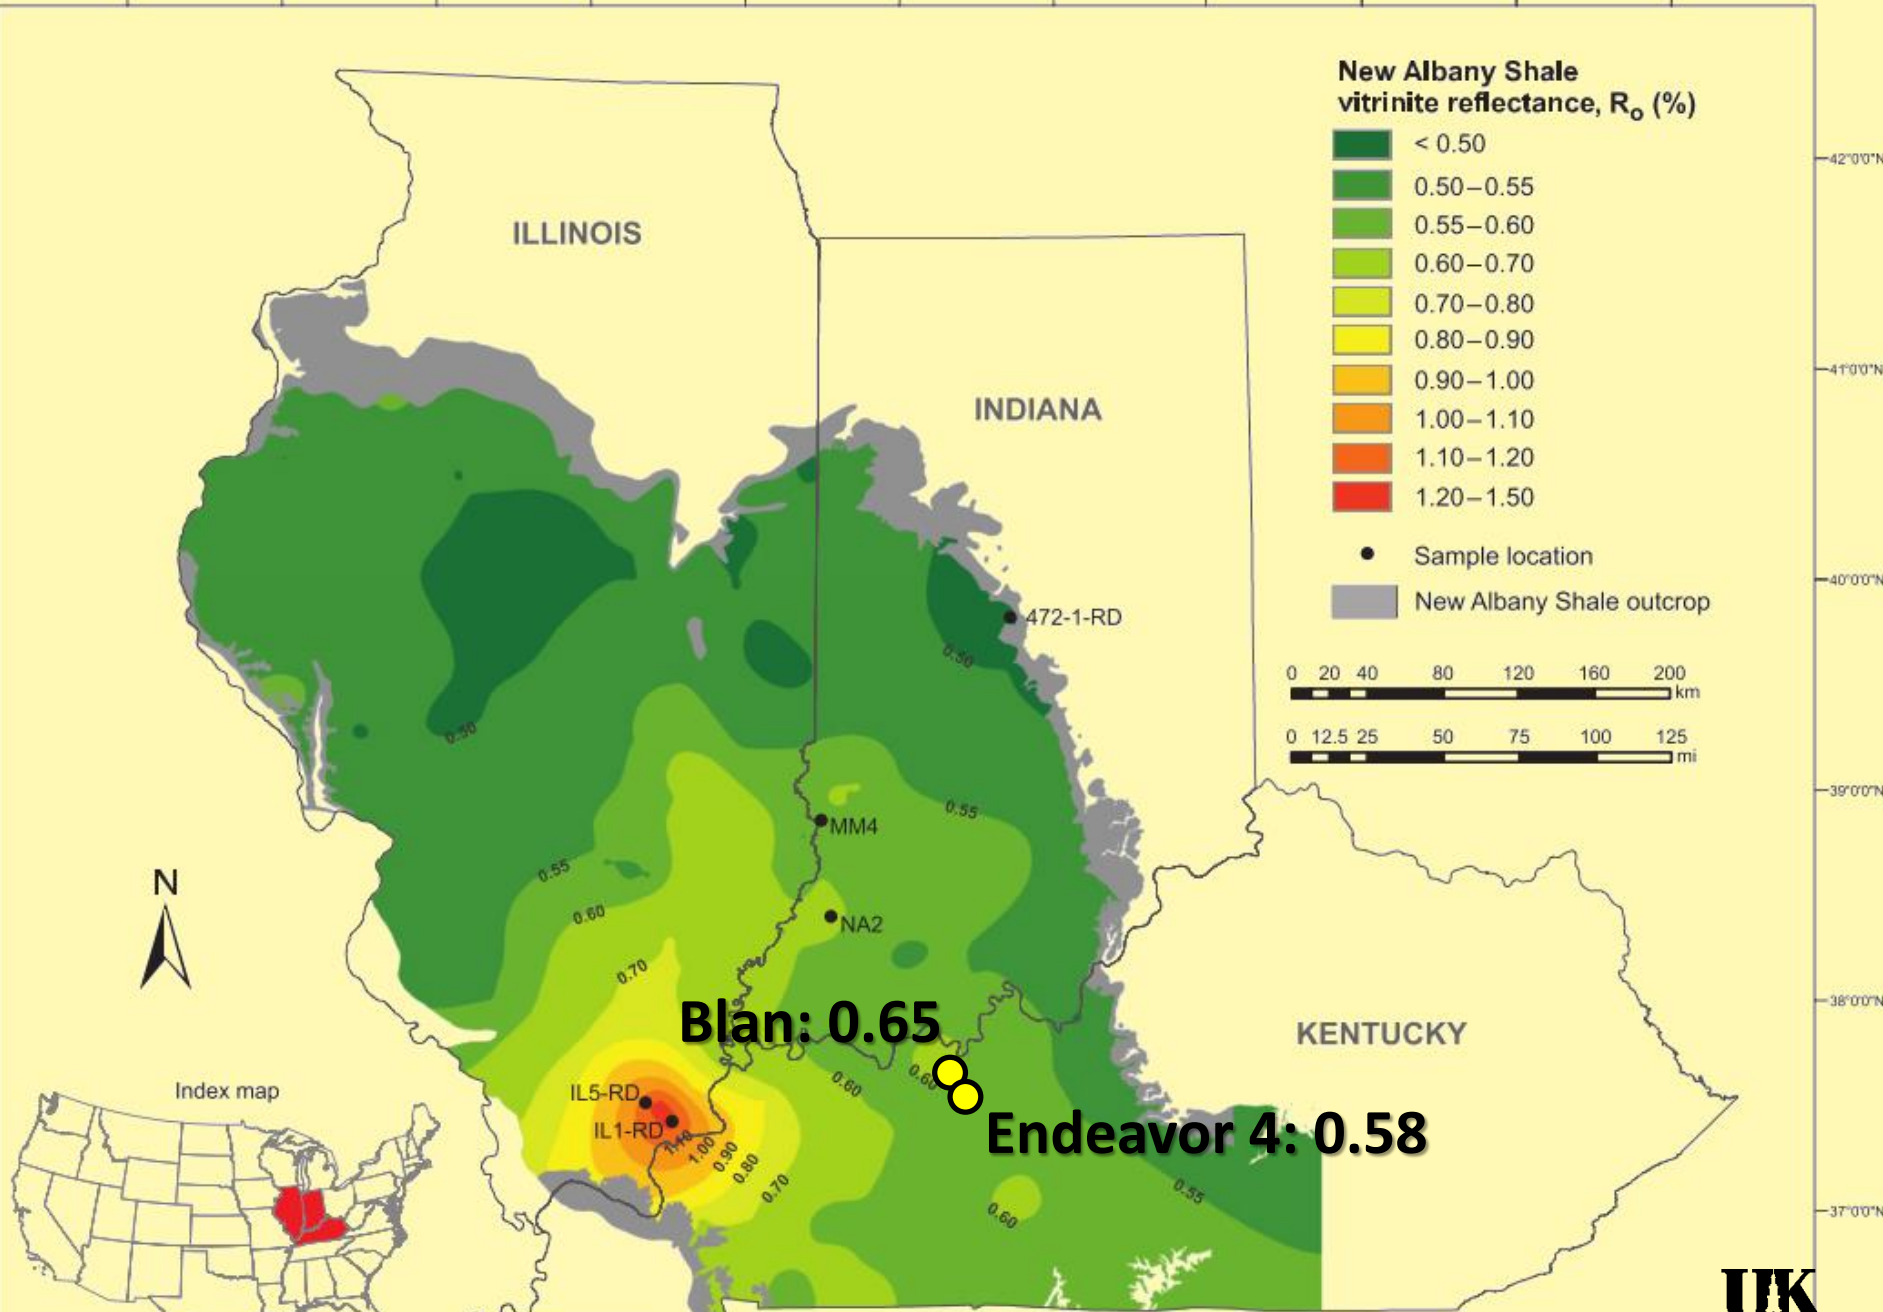 New Albany Shale
vitrinite reflectance, Ro (%)
< 0.50
0.50–0.55
0.55–0.60
0.60–0.70
0.70–0.80
0.80–0.90
0.90–1.00
1.00–1.10
1.10–1.20
1.20–1.50
Sample location
New Albany Shale outcrop
0 20 40 80 120 160 200
km
0 12.5 25 50 75 100 125
mi
42°0'0"N
41°0'0"N
40°0'0"N
39°0'0"N
38°0'0"N
37°0'0"N
ILLINOIS
INDIANA
472-1-RD
0.50
0.50
0.55
MM4
0.55
0.60
NA2
0.70
Blan: 0.65
KENTUCKY
0.60
0.60
Endeavor 4: 0.58
IL5-RD
IL1-RD
1.10
1.00
0.90
0.80
0.70
0.55
0.60
N
Index map
UK